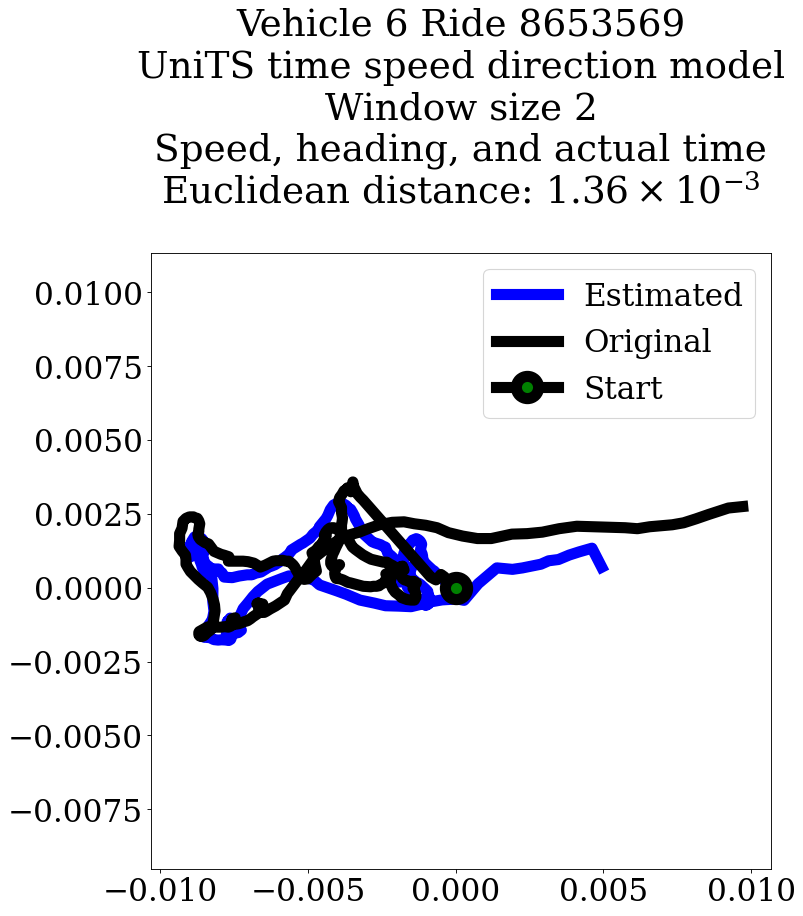 Vehicle 6 Ride 8653569
UniTS time speed direction model
Window size 2
Speed, heading, and actual time
Euclidean distance: 1.36 × 10⁻³
Estimated
Original
Start
0.0100
0.0075
0.0050
0.0025
0.0000
−0.0025
−0.0050
−0.0075
−0.010
−0.005
0.000
0.005
0.010